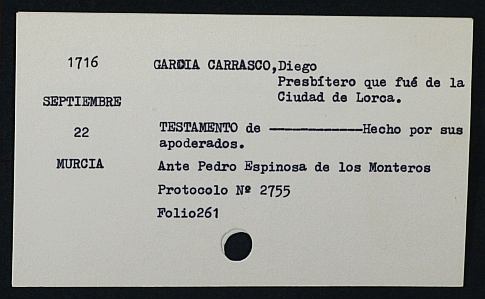 1716
GARCIA CARRASCO,Diego
Presbítero que fué de la
SEPTIEMBRE
Ciudad de Lorca.
22
TESTAMENTO de ————————Hecho por sus
apoderados.
MURCIA
Ante Pedro Espinosa de los Monteros
Protocolo Nº 2755
Folio261